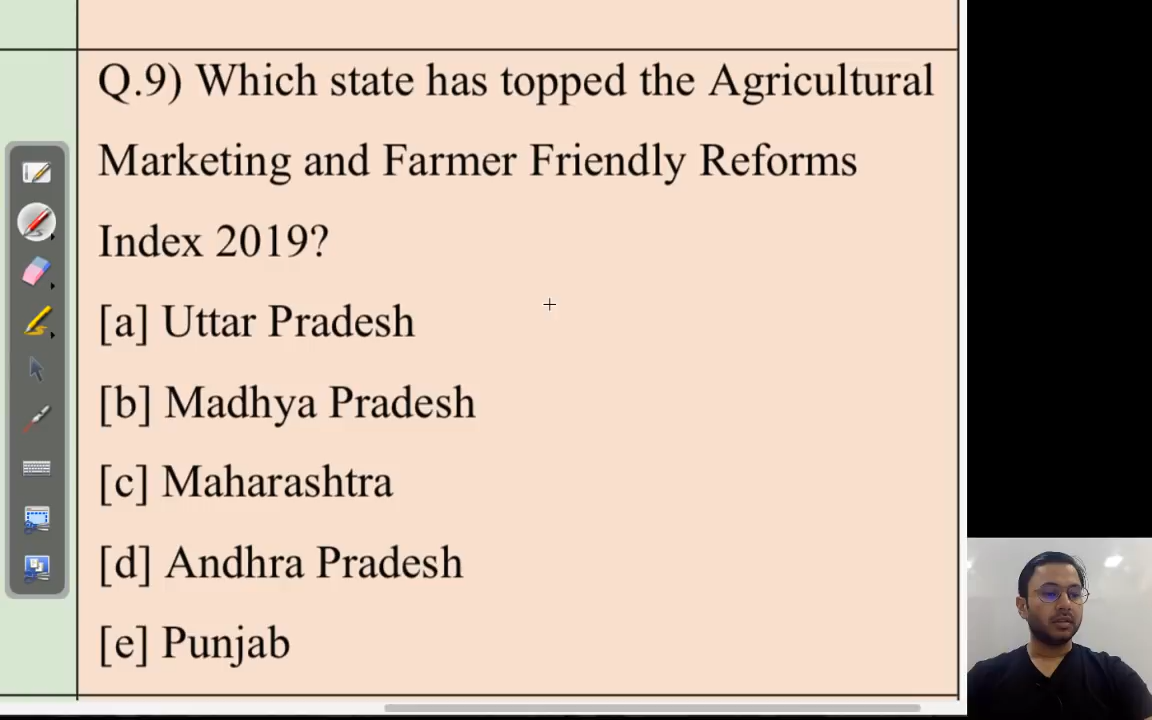 Q.9) Which state has topped the Agricultural
Marketing and Farmer Friendly Reforms
Index 2019?
[a] Uttar Pradesh
[b] Madhya Pradesh
[c] Maharashtra
[d] Andhra Pradesh
[e] Punjab